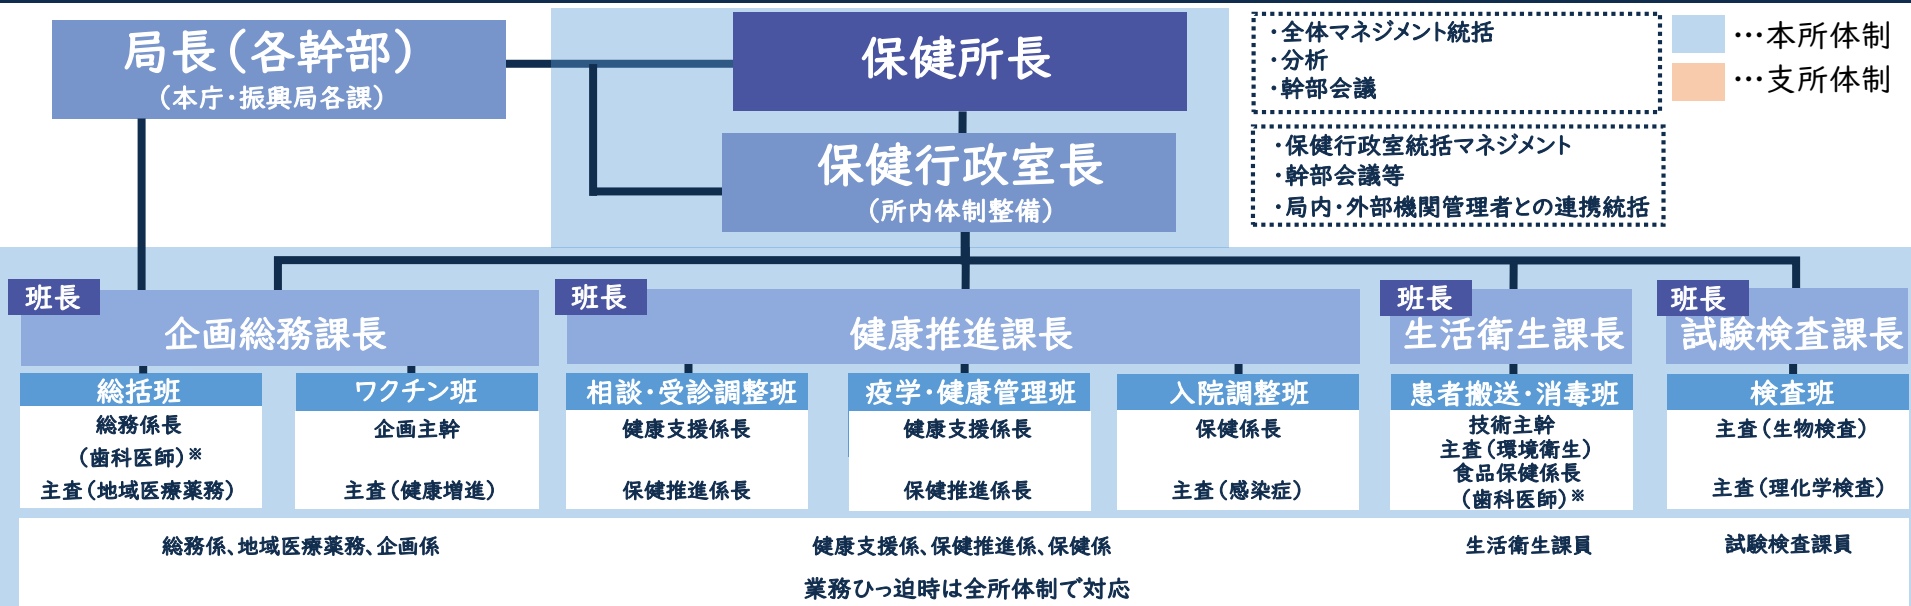 局長（各幹部）
（本庁・振興局各課）
保健所長
・全体マネジメント統括
・分析
・幹部会議
…本所体制
…支所体制
保健行政室長
（所内体制整備）
・保健行政室統括マネジメント
・幹部会議等
・局内・外部機関管理者との連携統括
班長
企画総務課長
班長
健康推進課長
班長
生活衛生課長
班長
試験検査課長
総括班
総務係長
（歯科医師）※
主査（地域医療薬務）
ワクチン班
企画主幹
主査（健康増進）
相談・受診調整班
健康支援係長
保健推進係長
疫学・健康管理班
健康支援係長
保健推進係長
入院調整班
保健係長
主査（感染症）
患者搬送・消毒班
技術主幹
主査（環境衛生）
食品保健係長
（歯科医師）※
検査班
主査（生物検査）
主査（理化学検査）
総務係、地域医療薬務、企画係
健康支援係、保健推進係、保健係
生活衛生課員
試験検査課員
業務ひっ迫時は全所体制で対応